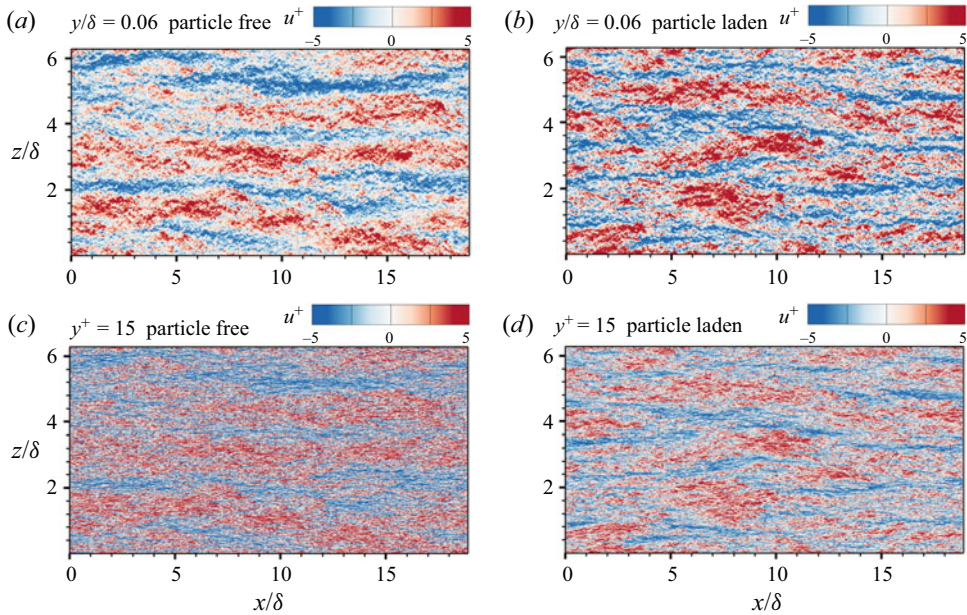 (a) y/δ = 0.06 particle free u⁺
−5 0 5
6
4
z/δ
2
0 5 10 15
(b) y/δ = 0.06 particle laden u⁺
−5 0 5
6
4
2
0 5 10 15
(c) y⁺ = 15 particle free u⁺
−5 0 5
6
4
z/δ
2
0 5 10 15
x/δ
(d) y⁺ = 15 particle laden u⁺
−5 0 5
6
4
2
0 5 10 15
x/δ